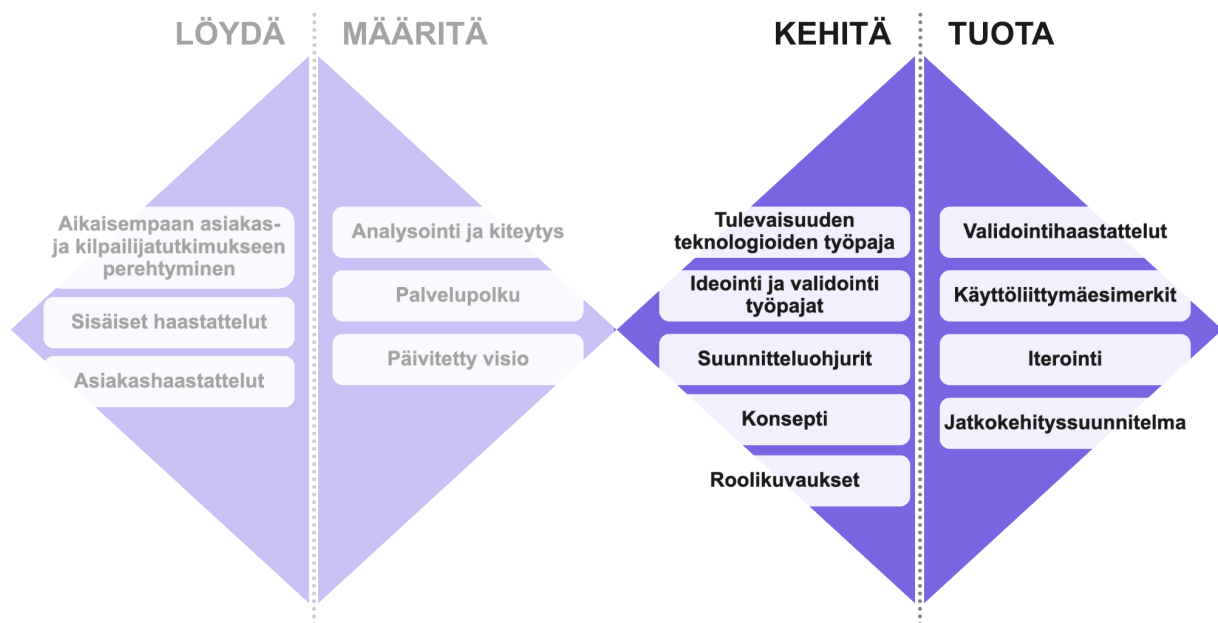 LÖYDÄ
Aikaisempaan asiakas-
ja kilpailijatutkimukseen
perehtyminen
Sisäiset haastattelut
Asiakashaastattelut
MÄÄRITÄ
Analysointi ja kiteytys
Palvelupolku
Päivitetty visio
KEHITÄ
Tulevaisuuden
teknologioiden työpaja
Ideointi ja validointi
työpajat
Suunnitteluohjurit
Konsepti
Roolikuvaukset
TUOTA
Validointihaastattelut
Käyttöliittymäesimerkit
Iterointi
Jatkokehityssuunnitelma